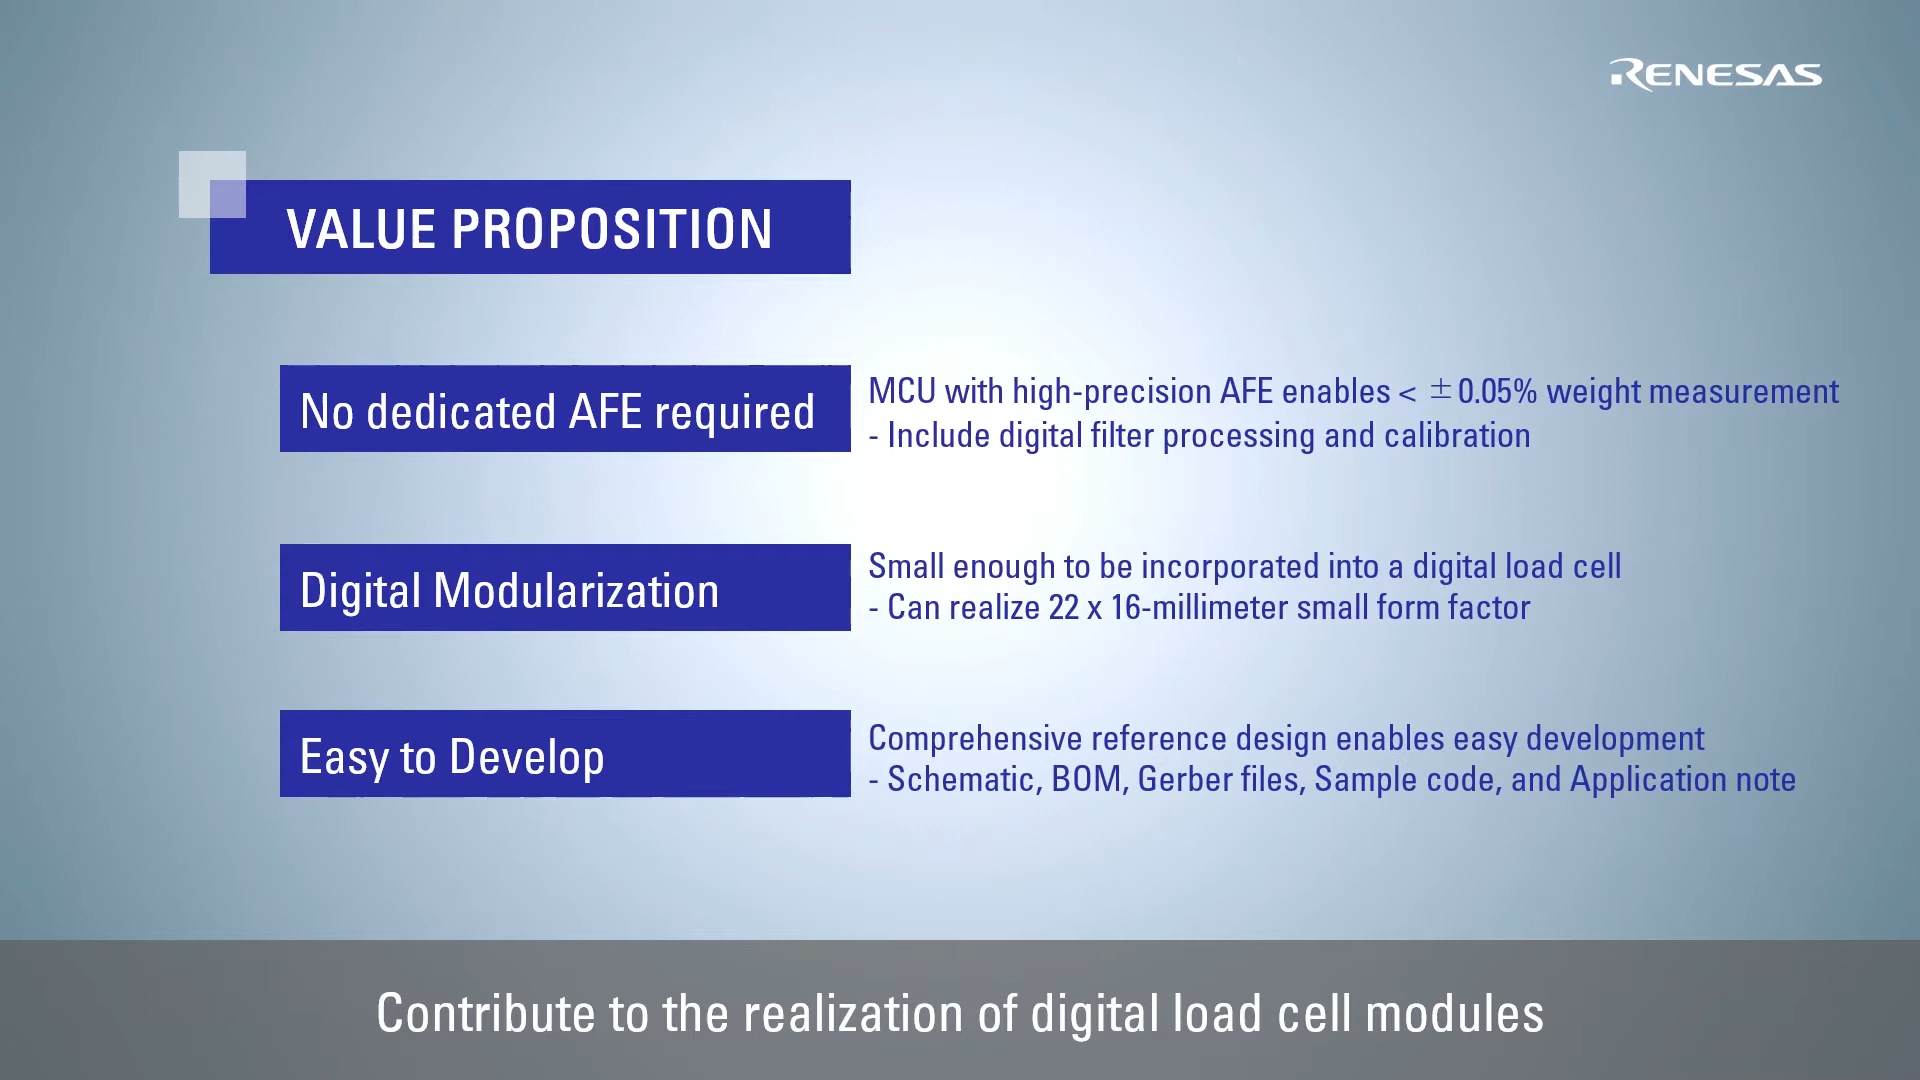 RENESAS
VALUE PROPOSITION
No dedicated AFE required
MCU with high-precision AFE enables < ±0.05% weight measurement
- Include digital filter processing and calibration
Digital Modularization
Small enough to be incorporated into a digital load cell
- Can realize 22 x 16-millimeter small form factor
Easy to Develop
Comprehensive reference design enables easy development
- Schematic, BOM, Gerber files, Sample code, and Application note
Contribute to the realization of digital load cell modules